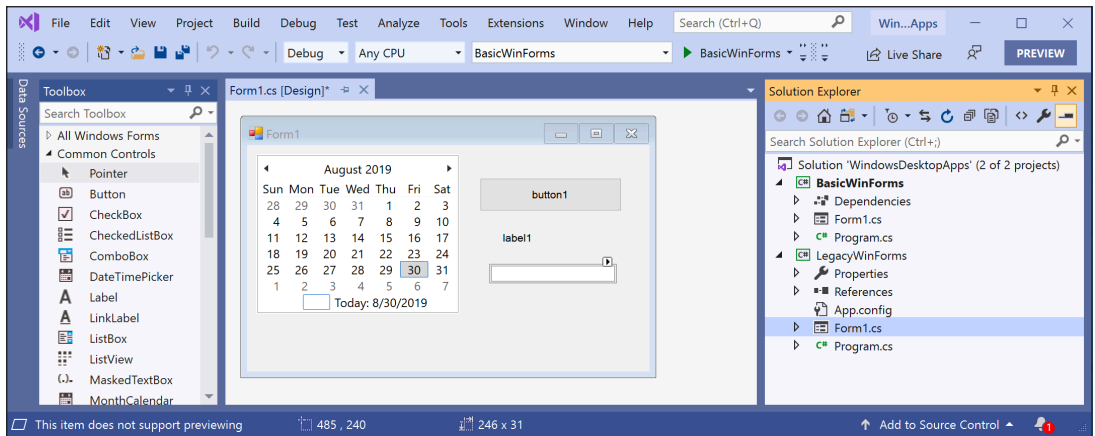 File Edit View Project Build Debug Test Analyze Tools Extensions Window Help Search (Ctrl+Q) Win...Apps
Debug Any CPU BasicWinForms BasicWinForms Live Share PREVIEW
Data Sources
Toolbox
Search Toolbox
All Windows Forms
Common Controls
Pointer
Button
CheckBox
CheckedListBox
ComboBox
DateTimePicker
Label
LinkLabel
ListBox
ListView
MaskedTextBox
MonthCalendar
Form1.cs [Design]*
Form1
August 2019
Sun Mon Tue Wed Thu Fri Sat
28 29 30 31 1 2 3
4 5 6 7 8 9 10
11 12 13 14 15 16 17
18 19 20 21 22 23 24
25 26 27 28 29 30 31
1 2 3 4 5 6 7
Today: 8/30/2019
button1
label1
Solution Explorer
Search Solution Explorer (Ctrl+;)
Solution 'WindowsDesktopApps' (2 of 2 projects)
C# BasicWinForms
Dependencies
Form1.cs
C# Program.cs
C# LegacyWinForms
Properties
References
App.config
Form1.cs
C# Program.cs
This item does not support previewing 485 , 240 246 x 31 Add to Source Control 1